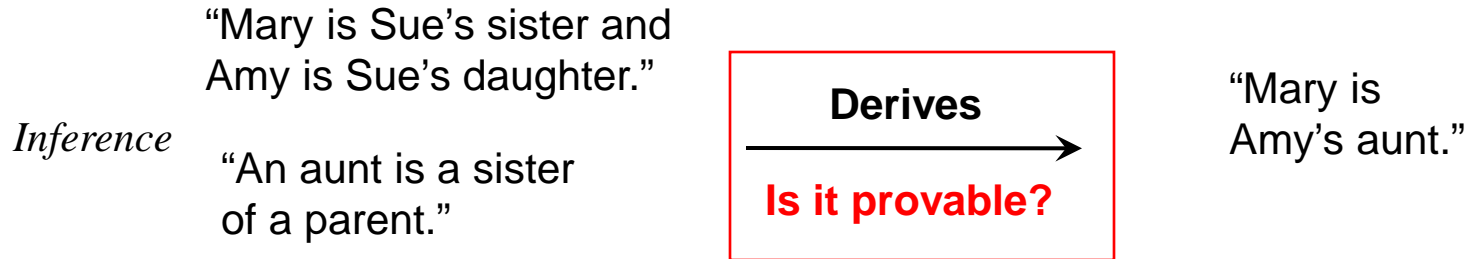 Inference
“Mary is Sue’s sister and
Amy is Sue’s daughter.”
“An aunt is a sister
of a parent.”
Derives
Is it provable?
“Mary is
Amy’s aunt.”